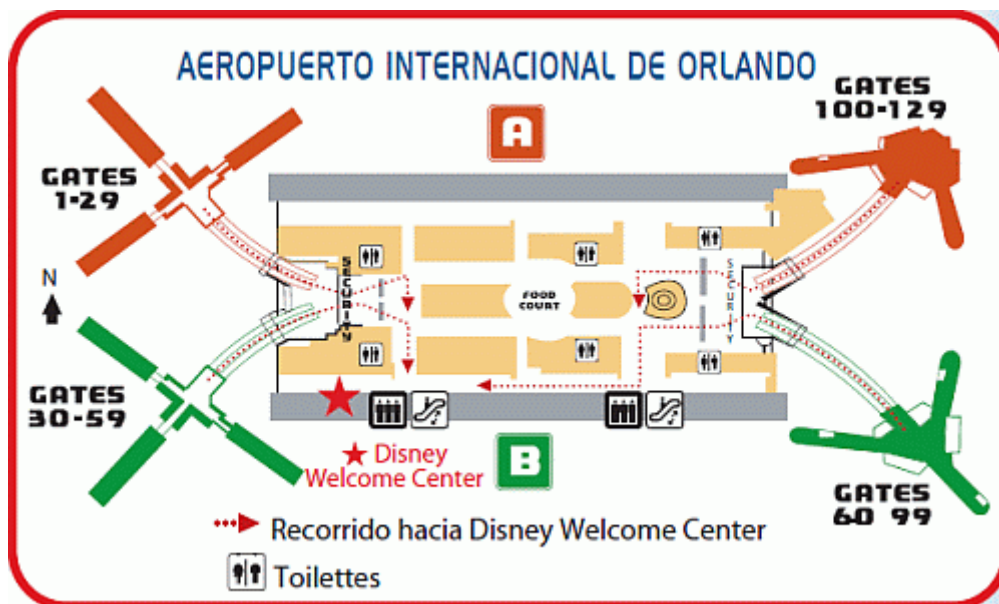 AEROPUERTO INTERNACIONAL DE ORLANDO
A
GATES
100-129
GATES
1-29
N
SECURITY
FOOD
COURT
SECURITY
GATES
30-59
Disney
Welcome Center
B
GATES
60 99
Recorrido hacia Disney Welcome Center
Toilettes